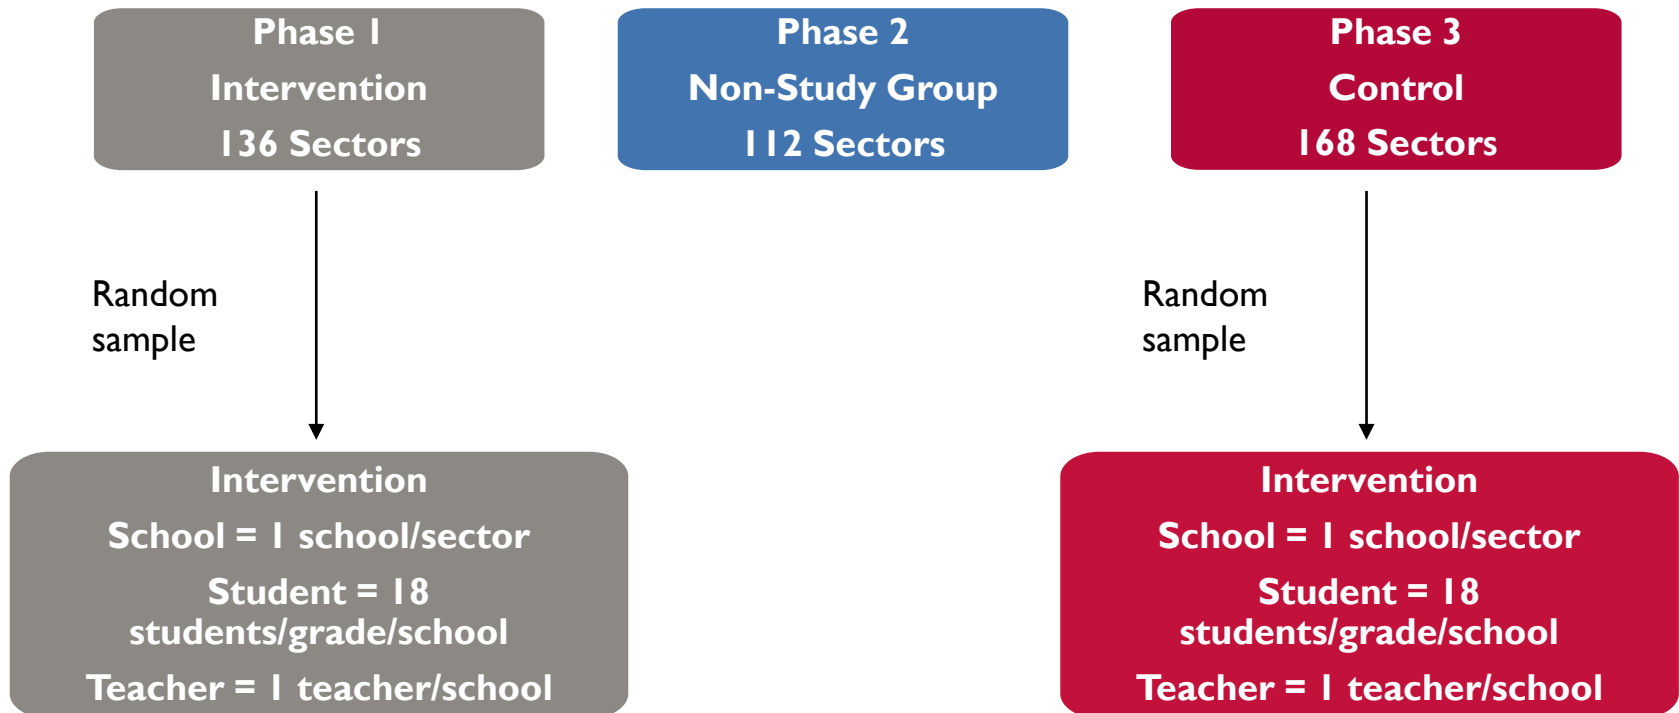 Phase 1
Intervention
136 Sectors
Phase 2
Non-Study Group
112 Sectors
Phase 3
Control
168 Sectors
Random
sample
Random
sample
Intervention
School = 1 school/sector
Student = 18
students/grade/school
Teacher = 1 teacher/school
Intervention
School = 1 school/sector
Student = 18
students/grade/school
Teacher = 1 teacher/school